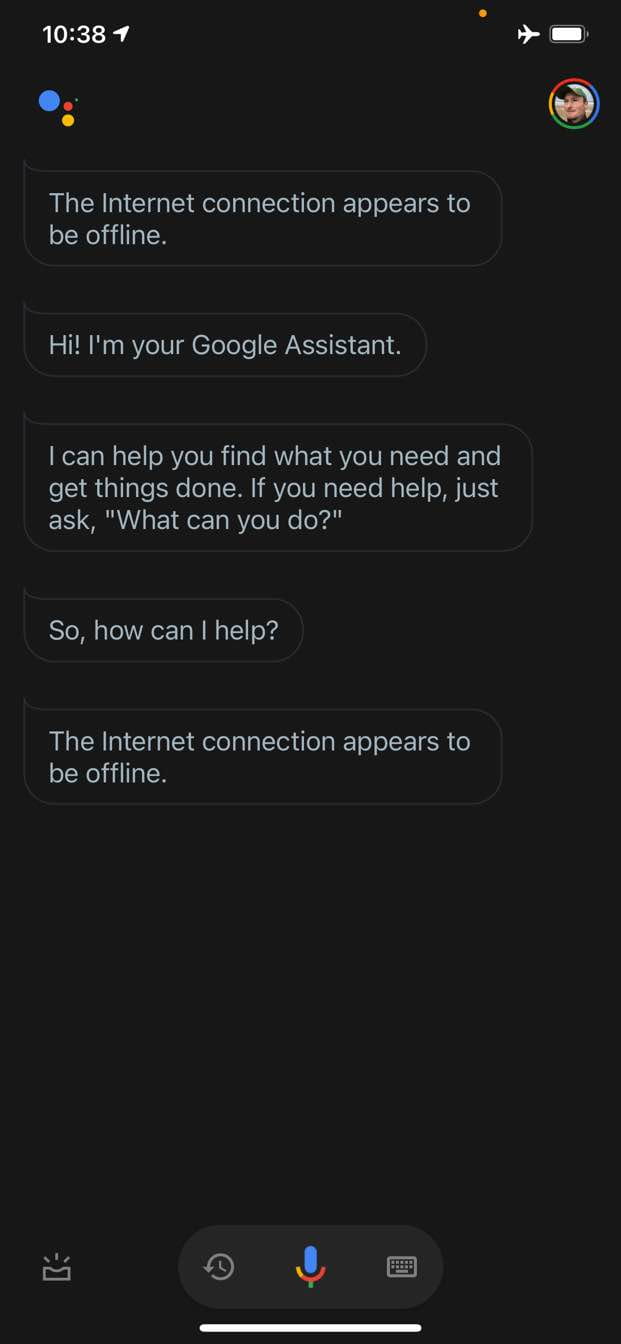 10:38
The Internet connection appears to
be offline.
Hi! I'm your Google Assistant.
I can help you find what you need and
get things done. If you need help, just
ask, "What can you do?"
So, how can I help?
The Internet connection appears to
be offline.